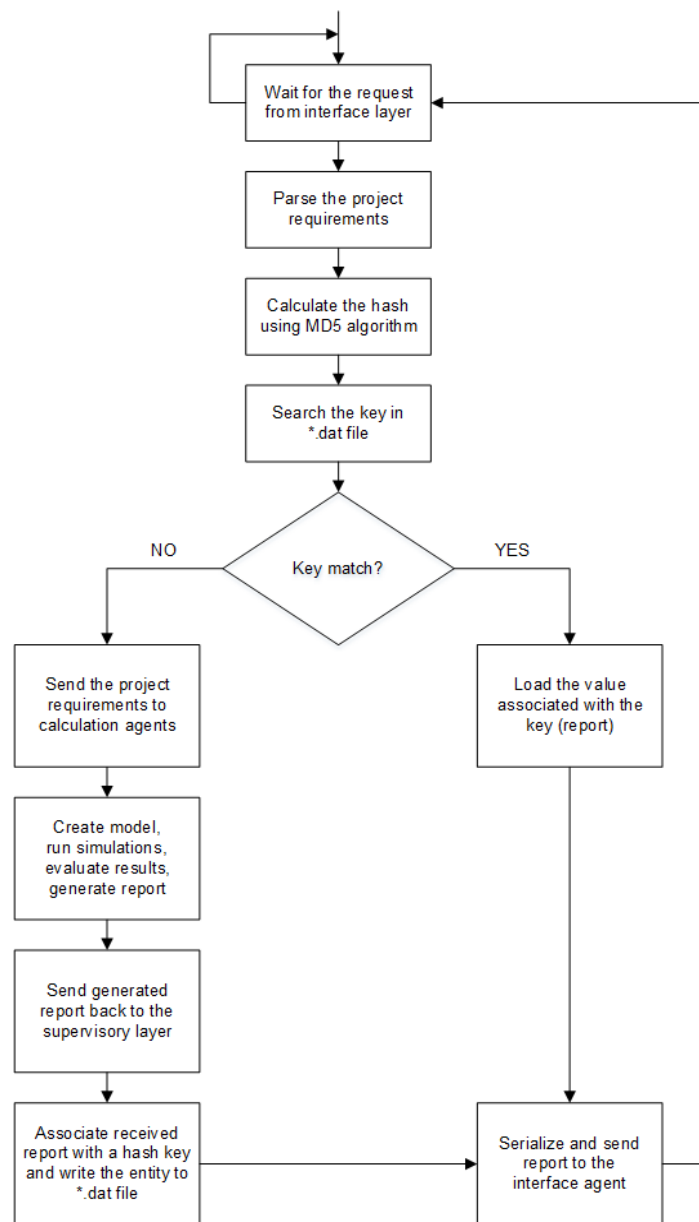 Wait for the request
from interface layer
Parse the project
requirements
Calculate the hash
using MD5 algorithm
Search the key in
*.dat file
Key match?
NO
YES
Send the project
requirements to
calculation agents
Load the value
associated with the
key (report)
Create model,
run simulations,
evaluate results,
generate report
Send generated
report back to the
supervisory layer
Associate received
report with a hash key
and write the entity to
*.dat file
Serialize and send
report to the
interface agent